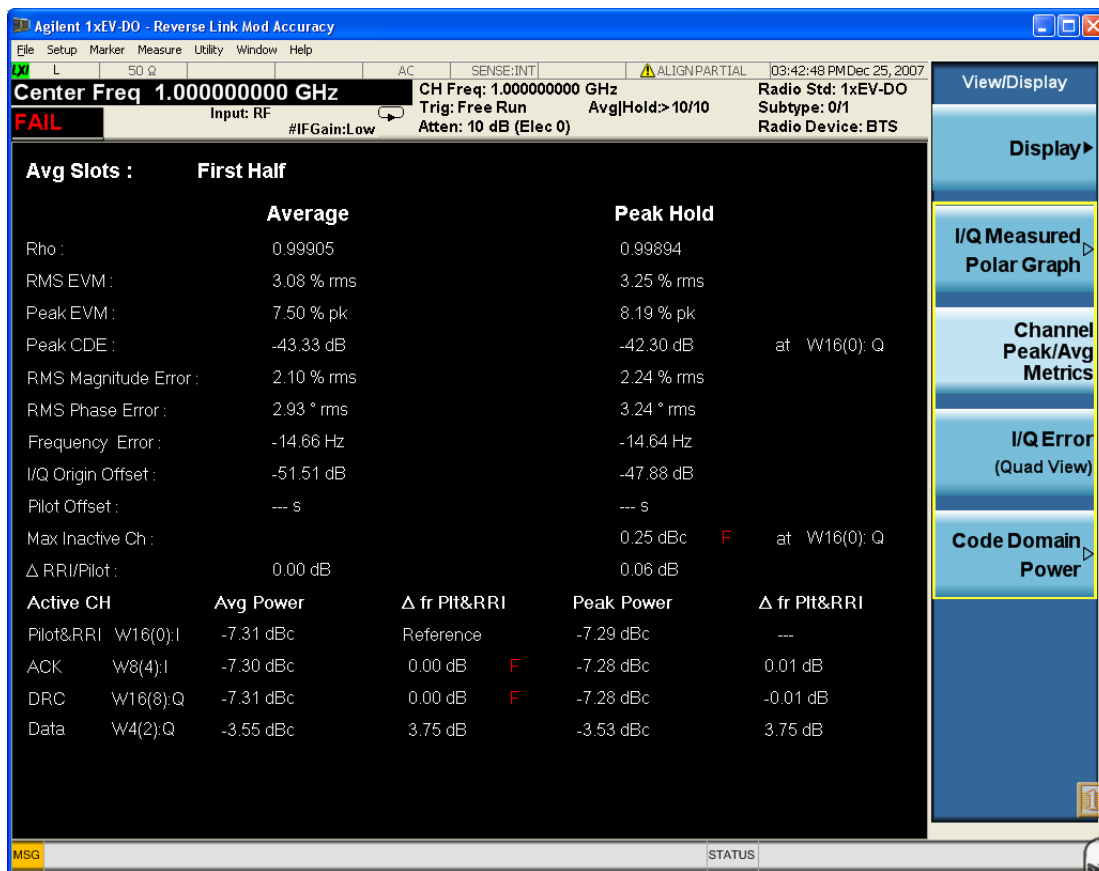 Agilent 1xEV-DO - Reverse Link Mod Accuracy
File Setup Marker Measure Utility Window Help
LXI L 50 Ω AC SENSE:INT ALIGN PARTIAL 03:42:48 PM Dec 25, 2007
Center Freq 1.000000000 GHz CH Freq: 1.000000000 GHz Radio Std: 1xEV-DO
Input: RF Trig: Free Run Avg|Hold:> 10/10 Subtype: 0/1
FAIL #IFGain:Low Atten: 10 dB (Elec 0) Radio Device: BTS
Avg Slots : First Half
Average Peak Hold
Rho : 0.99905 0.99894
RMS EVM : 3.08 % rms 3.25 % rms
Peak EVM : 7.50 % pk 8.19 % pk
Peak CDE : -43.33 dB -42.30 dB at W16(0): Q
RMS Magnitude Error : 2.10 % rms 2.24 % rms
RMS Phase Error : 2.93 ° rms 3.24 ° rms
Frequency Error : -14.66 Hz -14.64 Hz
I/Q Origin Offset : -51.51 dB -47.88 dB
Pilot Offset : --- s --- s
Max Inactive Ch : 0.25 dBc F at W16(0): Q
Δ RRI/Pilot : 0.00 dB 0.06 dB
Active CH Avg Power Δ fr Plt&RRI Peak Power Δ fr Plt&RRI
Pilot&RRI W16(0):I -7.31 dBc Reference -7.29 dBc ---
ACK W8(4):I -7.30 dBc 0.00 dB F -7.28 dBc 0.01 dB
DRC W16(8):Q -7.31 dBc 0.00 dB F -7.28 dBc -0.01 dB
Data W4(2):Q -3.55 dBc 3.75 dB -3.53 dBc 3.75 dB
View/Display
Display
I/Q Measured
Polar Graph
Channel
Peak/Avg
Metrics
I/Q Error
(Quad View)
Code Domain
Power
1
MSG STATUS